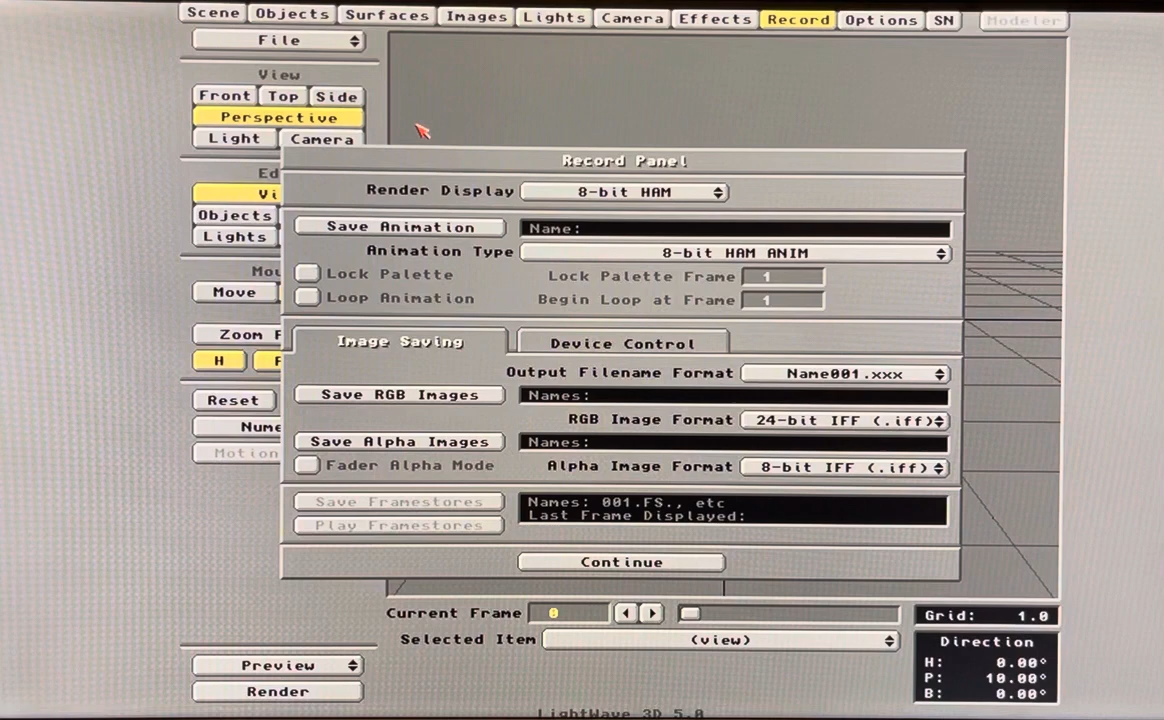 Scene Objects Surfaces Images Lights Camera Effects Record Options SN Modeler
File
View
Front Top Side
Perspective
Light Camera
Record Panel
Ed
Render Display 8-bit HAM
Vi
Objects
Save Animation Name:
Lights
Animation Type 8-bit HAM ANIM
Mou
Lock Palette Lock Palette Frame 1
Move
Loop Animation Begin Loop at Frame 1
Zoom F
Image Saving Device Control
H F
Output Filename Format Name001.xxx
Reset
Save RGB Images Names:
RGB Image Format 24-bit IFF (.iff)
Nume
Save Alpha Images Names:
Motion
Fader Alpha Mode Alpha Image Format 8-bit IFF (.iff)
Save Framestores Names: 001.FS., etc
Play Framestores Last Frame Displayed:
Continue
Current Frame 0
Grid: 1.0
Selected Item (view)
Direction
Preview
H: 0.00°
P: 10.00°
Render
B: 0.00°
LightWave 3D 5.0